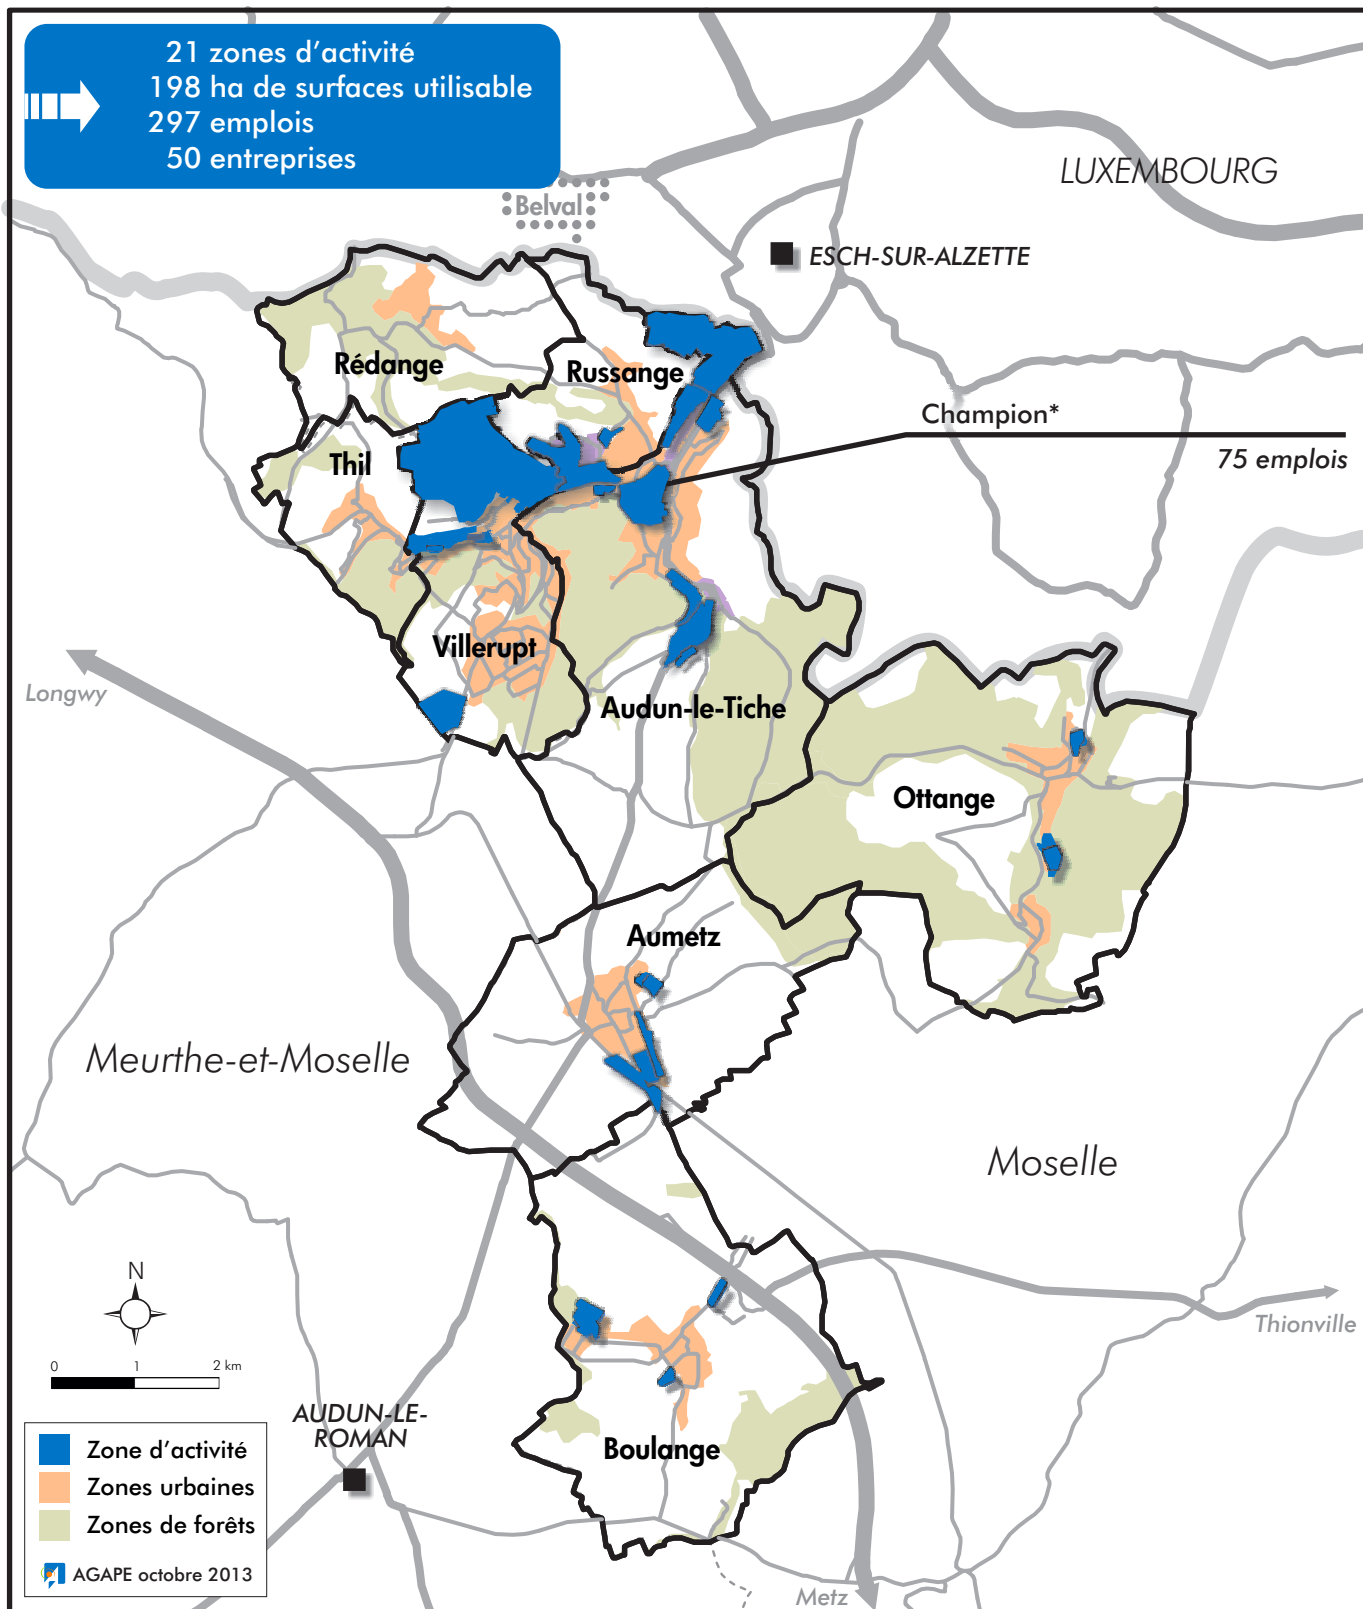 21 zones d'activité
198 ha de surfaces utilisable
297 emplois
50 entreprises
LUXEMBOURG
Belval
ESCH-SUR-ALZETTE
Rédange
Russange
Champion*
75 emplois
Thil
Villerupt
Longwy
Audun-le-Tiche
Ottange
Aumetz
Meurthe-et-Moselle
Moselle
N
Thionville
0 1 2 km
AUDUN-LE-
ROMAN
Boulange
Zone d'activité
Zones urbaines
Zones de forêts
AGAPE octobre 2013
Metz